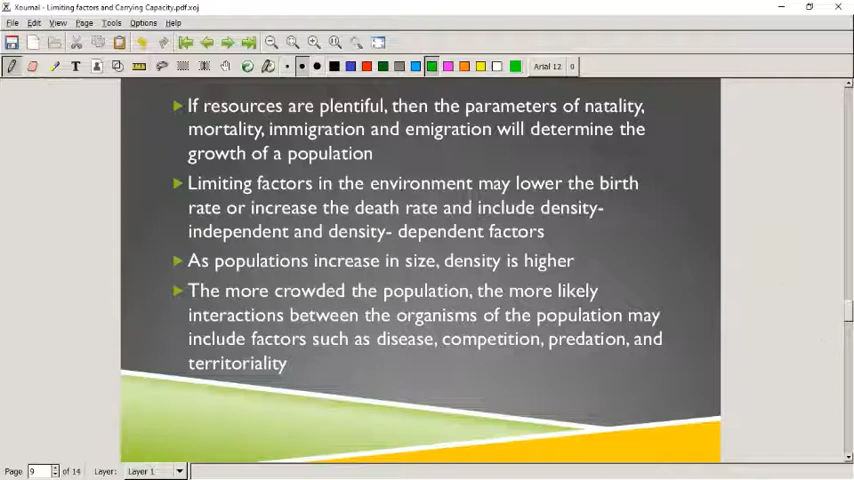 Xournal - Limiting factors and Carrying Capacity.pdf.xoj
File Edit View Page Tools Options Help
Arial 12 0
If resources are plentiful, then the parameters of natality,
mortality, immigration and emigration will determine the
growth of a population
Limiting factors in the environment may lower the birth
rate or increase the death rate and include density-
independent and density- dependent factors
As populations increase in size, density is higher
The more crowded the population, the more likely
interactions between the organisms of the population may
include factors such as disease, competition, predation, and
territoriality
Page 9 of 14 Layer: Layer 1